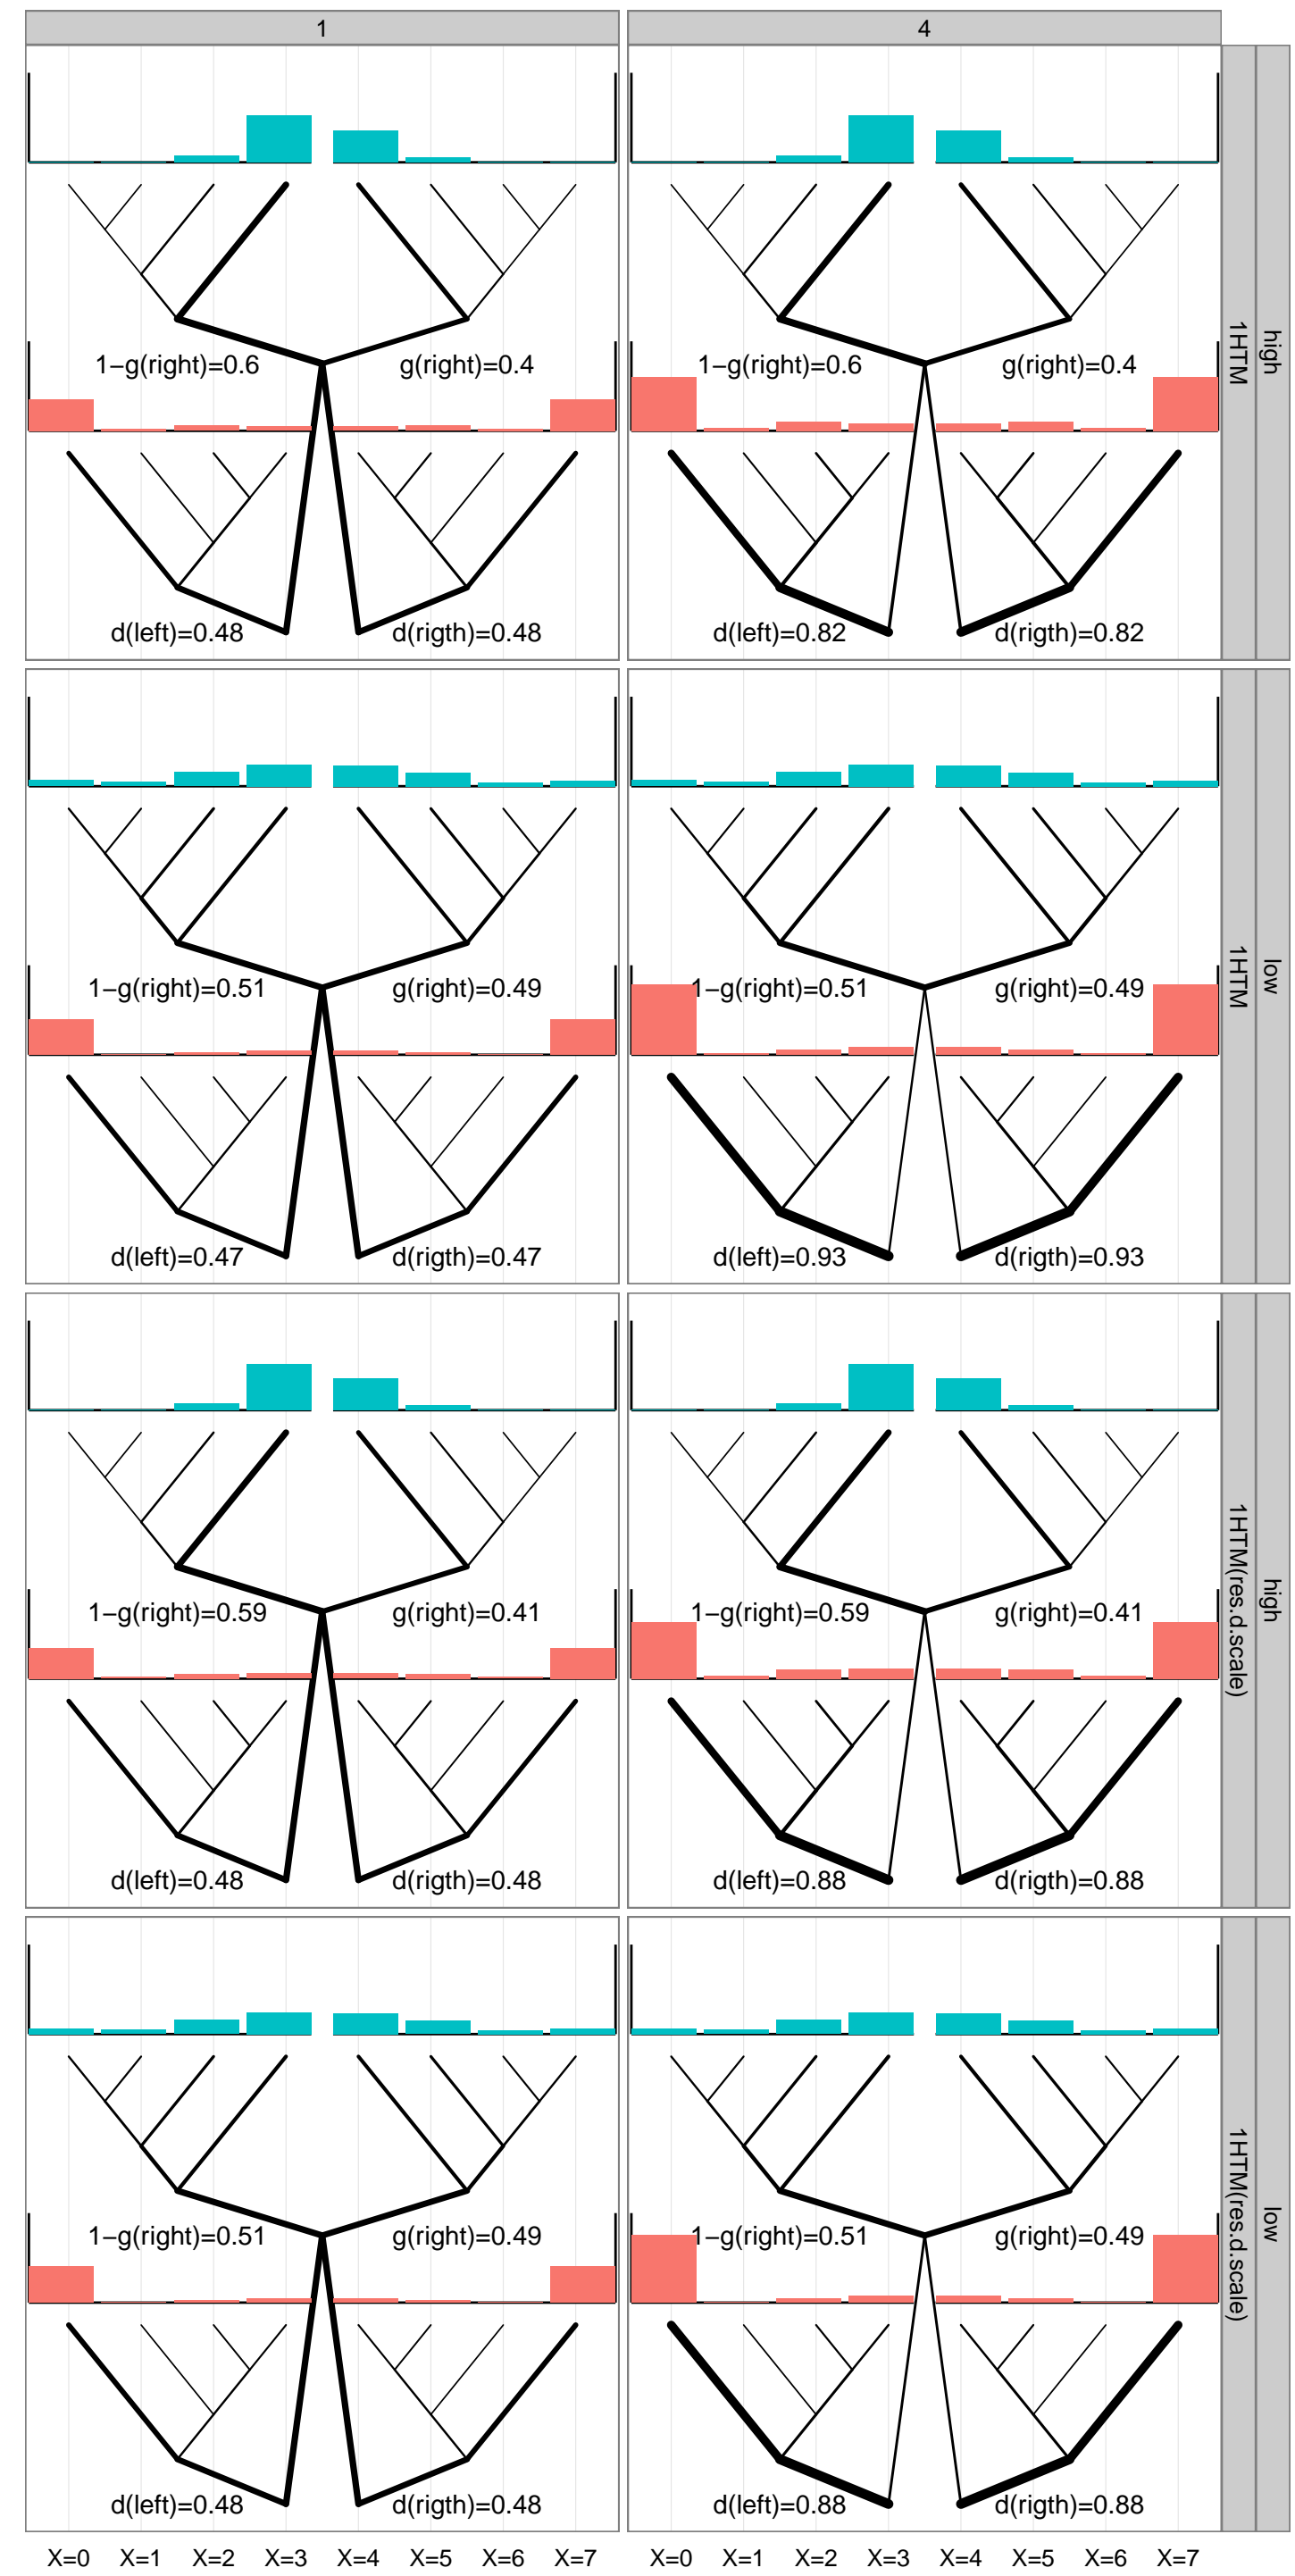 1 4
1−g(right)=0.6 g(right)=0.4 1−g(right)=0.6 g(right)=0.4
d(left)=0.48 d(rigth)=0.48 d(left)=0.82 d(rigth)=0.82
1HTM
high
1−g(right)=0.51 g(right)=0.49 1−g(right)=0.51 g(right)=0.49
d(left)=0.47 d(rigth)=0.47 d(left)=0.93 d(rigth)=0.93
1HTM
low
1−g(right)=0.59 g(right)=0.41 1−g(right)=0.59 g(right)=0.41
d(left)=0.48 d(rigth)=0.48 d(left)=0.88 d(rigth)=0.88
1HTM(res.d.scale)
high
1−g(right)=0.51 g(right)=0.49 1−g(right)=0.51 g(right)=0.49
d(left)=0.48 d(rigth)=0.48 d(left)=0.88 d(rigth)=0.88
1HTM(res.d.scale)
low
X=0 X=1 X=2 X=3 X=4 X=5 X=6 X=7 X=0 X=1 X=2 X=3 X=4 X=5 X=6 X=7